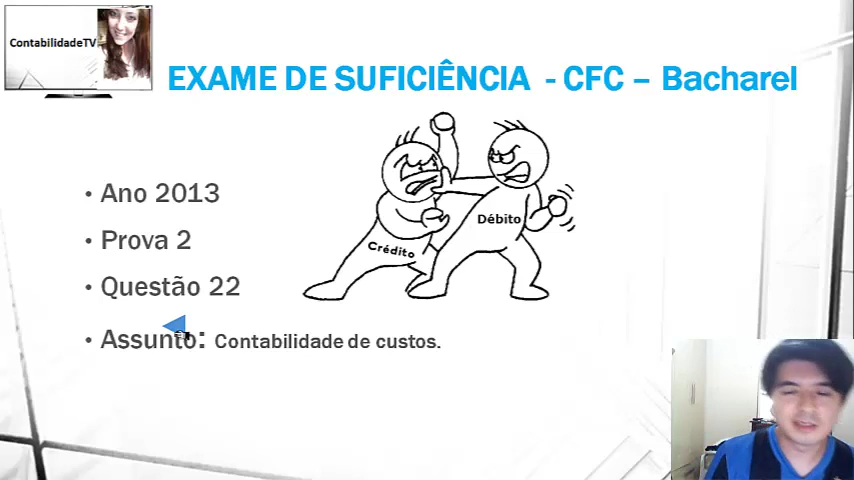 ContabilidadeTV
EXAME DE SUFICIÊNCIA - CFC – Bacharel
• Ano 2013
• Prova 2
• Questão 22
• Assunto: Contabilidade de custos.
Crédito
Débito